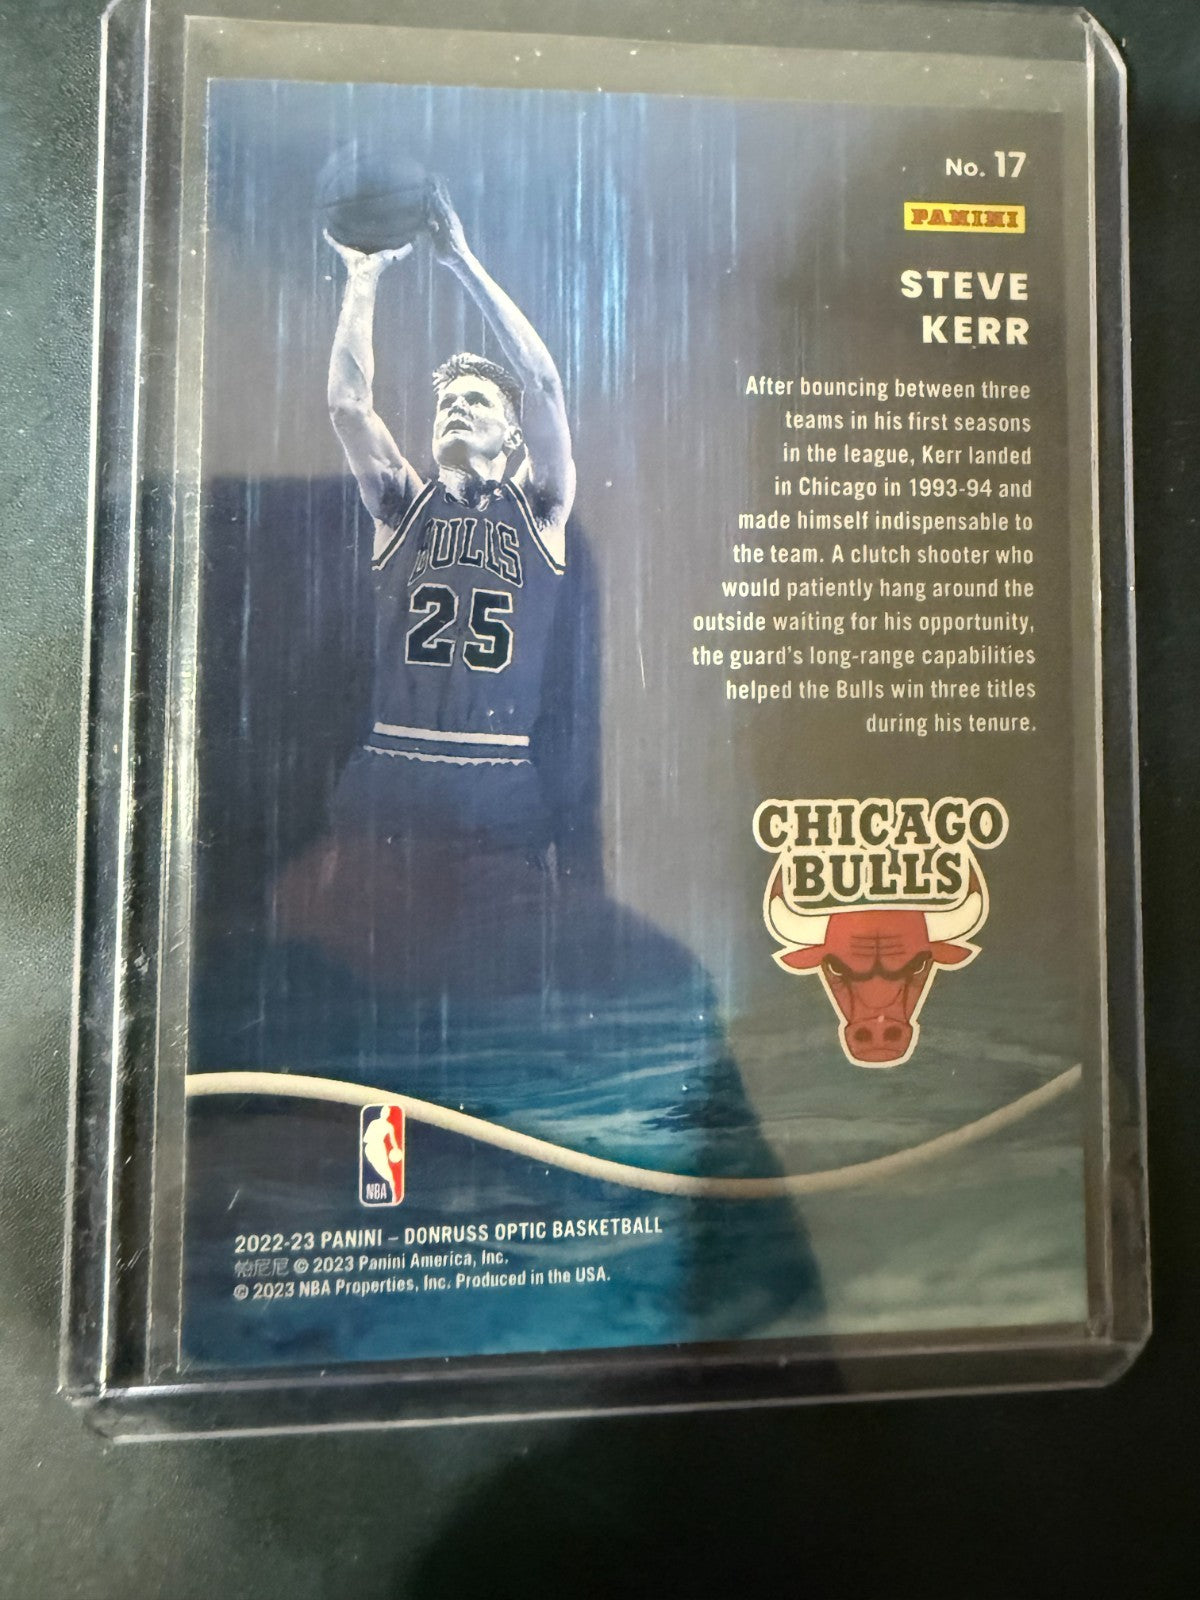 No. 17
PANINI
STEVE
KERR
After bouncing between three
teams in his first seasons
in the league, Kerr landed
in Chicago in 1993-94 and
made himself indispensable to
the team. A clutch shooter who
would patiently hang around the
outside waiting for his opportunity,
the guard's long-range capabilities
helped the Bulls win three titles
during his tenure.
BULLS
25
CHICAGO
BULLS
NBA
2022-23 PANINI – DONRUSS OPTIC BASKETBALL
帕尼尼 © 2023 Panini America, Inc.
© 2023 NBA Properties, Inc. Produced in the USA.